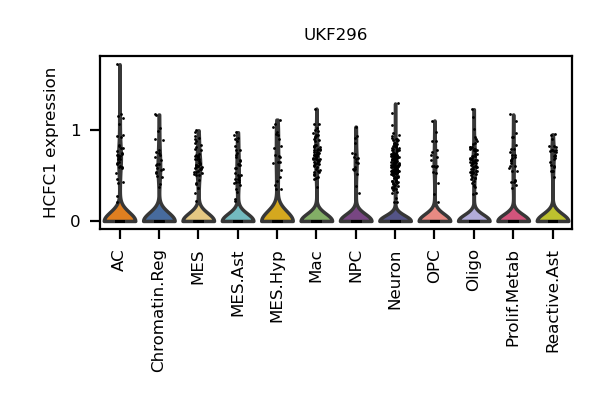 UKF296
HCFC1 expression
1
0
AC
Chromatin.Reg
MES
MES.Ast
MES.Hyp
Mac
NPC
Neuron
OPC
Oligo
Prolif.Metab
Reactive.Ast